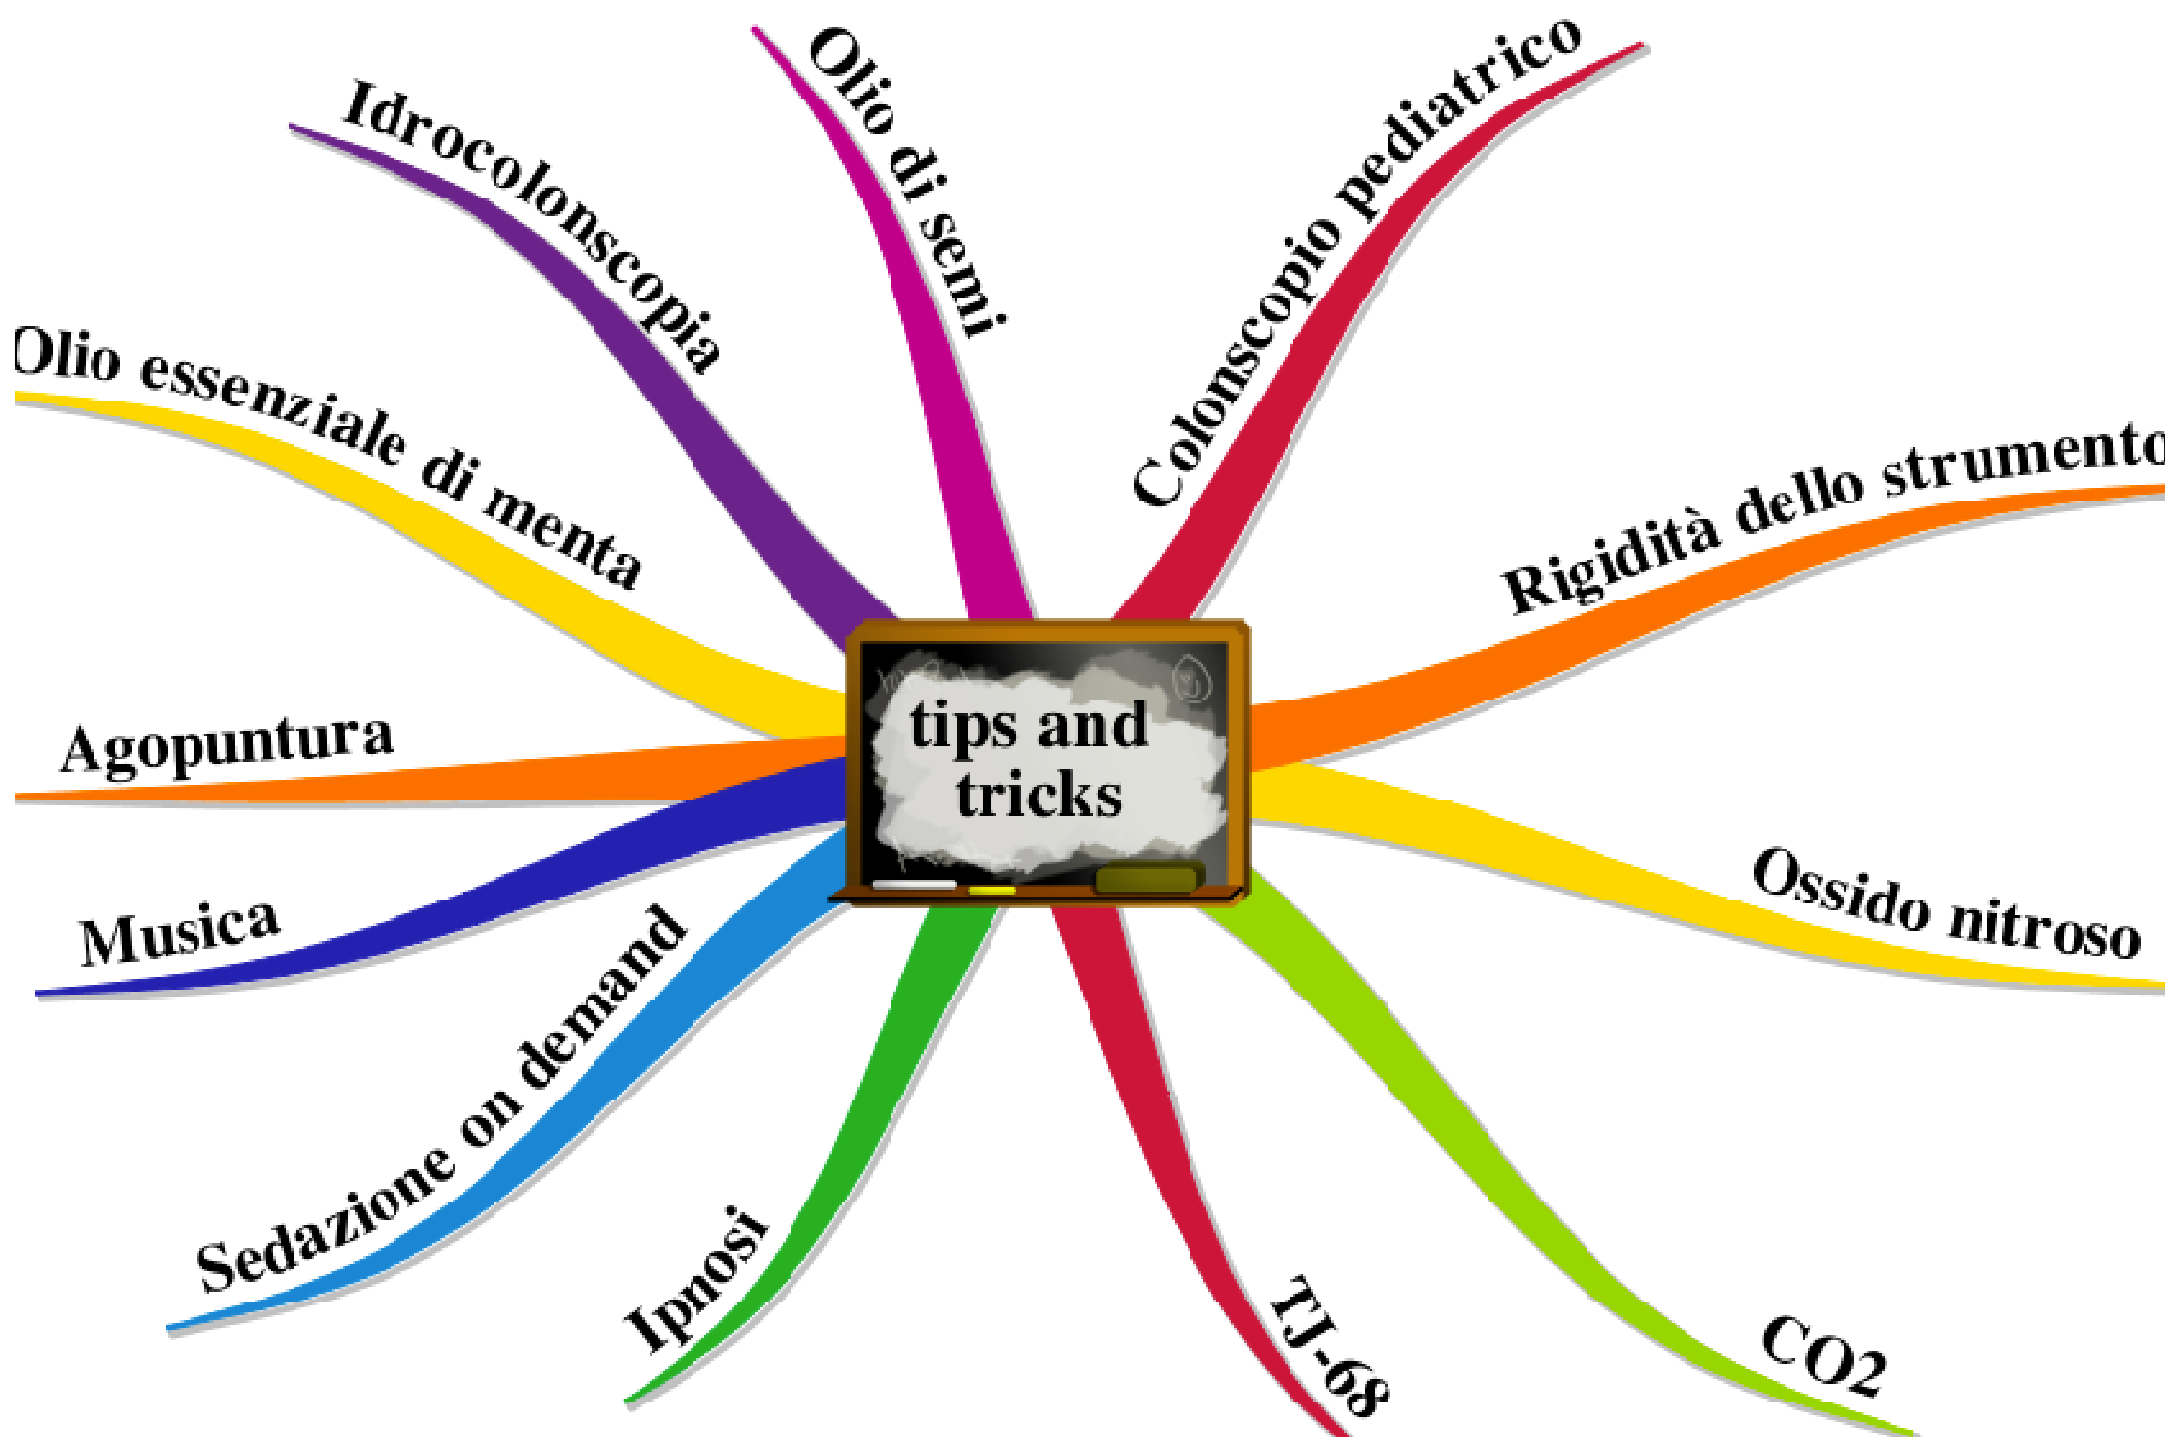 Olio di semi
Colonscopio pediatrico
Idrocolonscopia
Olio essenziale di menta
Rigidità dello strumento
tips and
tricks
Agopuntura
Ossido nitroso
Musica
Sedazione on demand
Ipnosi
TJ-68
CO2